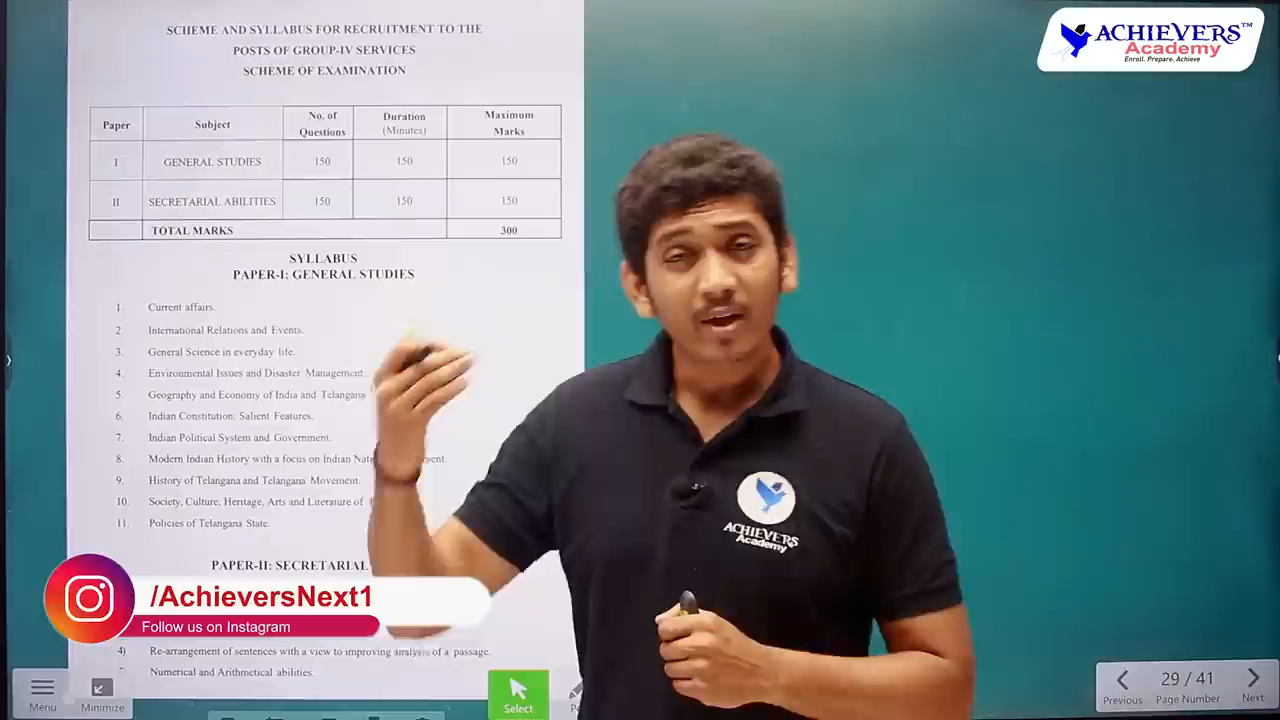 SCHEME AND SYLLABUS FOR RECRUITMENT TO THE
POSTS OF GROUP-IV SERVICES
SCHEME OF EXAMINATION
Paper Subject No. of Questions Duration (Minutes) Maximum Marks
I GENERAL STUDIES 150 150 150
II SECRETARIAL ABILITIES 150 150 150
TOTAL MARKS 300
SYLLABUS
PAPER-I: GENERAL STUDIES
1. Current affairs.
2 International Relations and Events.
3. General Science in everyday life.
4. Environmental Issues and Disaster Management.
5. Geography and Economy of India and Telangana
6. Indian Constitution: Salient Features.
7. Indian Political System and Government.
8. Modern Indian History with a focus on Indian
9. History of Telangana and Telangana Movement.
10. Society, Culture, Heritage, Arts and Literature of
11. Policies of Telangana State.
PAPER-II: SECRETARIAL
4) Re-arrangement of sentences with a view to improving analysis of a passage.
Numerical and Arithmetical abilities.
/AchieversNext1
Follow us on Instagram
Menu
Minimize
Select
ACHIEVERS™
Academy
Enroll. Prepare. Achieve
ACHIEVERS
Academy
29 / 41
Previous Page Number Next